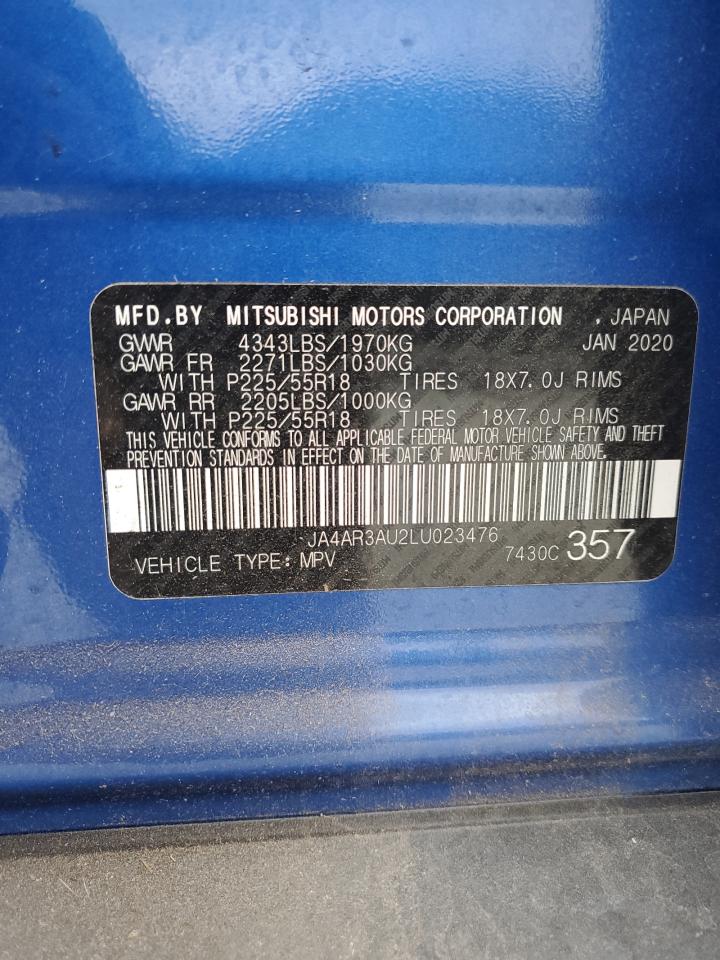 MFD.BY MITSUBISHI MOTORS CORPORATION , JAPAN
GVWR 4343LBS/1970KG JAN 2020
GAWR FR 2271LBS/1030KG
WITH P225/55R18 TIRES 18X7.0J RIMS
GAWR RR 2205LBS/1000KG
WITH P225/55R18 TIRES 18X7.0J RIMS
THIS VEHICLE CONFORMS TO ALL APPLICABLE FEDERAL MOTOR VEHICLE SAFETY AND THEFT
PREVENTION STANDARDS IN EFFECT ON THE DATE OF MANUFACTURE SHOWN ABOVE.
JA4AR3AU2LU023476
VEHICLE TYPE:MPV 7430C 357